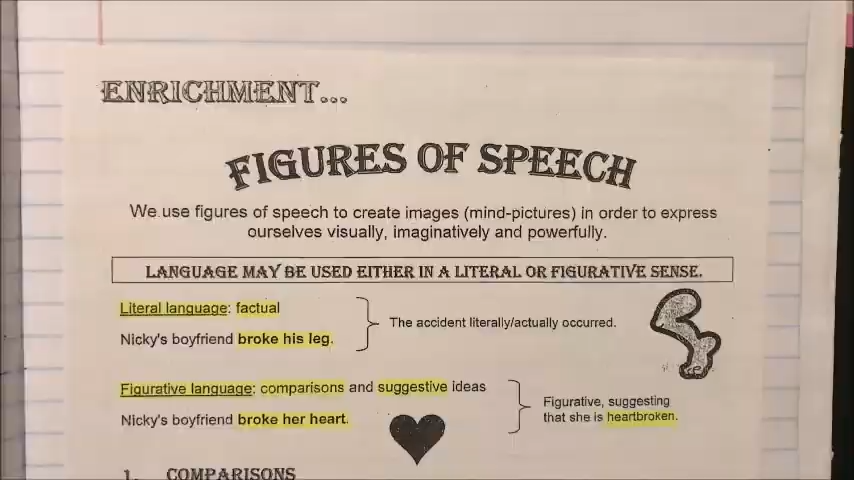 ENRICHMENT...
FIGURES OF SPEECH
We use figures of speech to create images (mind-pictures) in order to express
ourselves visually, imaginatively and powerfully.
LANGUAGE MAY BE USED EITHER IN A LITERAL OR FIGURATIVE SENSE.
Literal language: factual
Nicky's boyfriend broke his leg.
The accident literally/actually occurred.
Figurative language: comparisons and suggestive ideas
Nicky's boyfriend broke her heart.
Figurative, suggesting
that she is heartbroken.
1. COMPARISONS